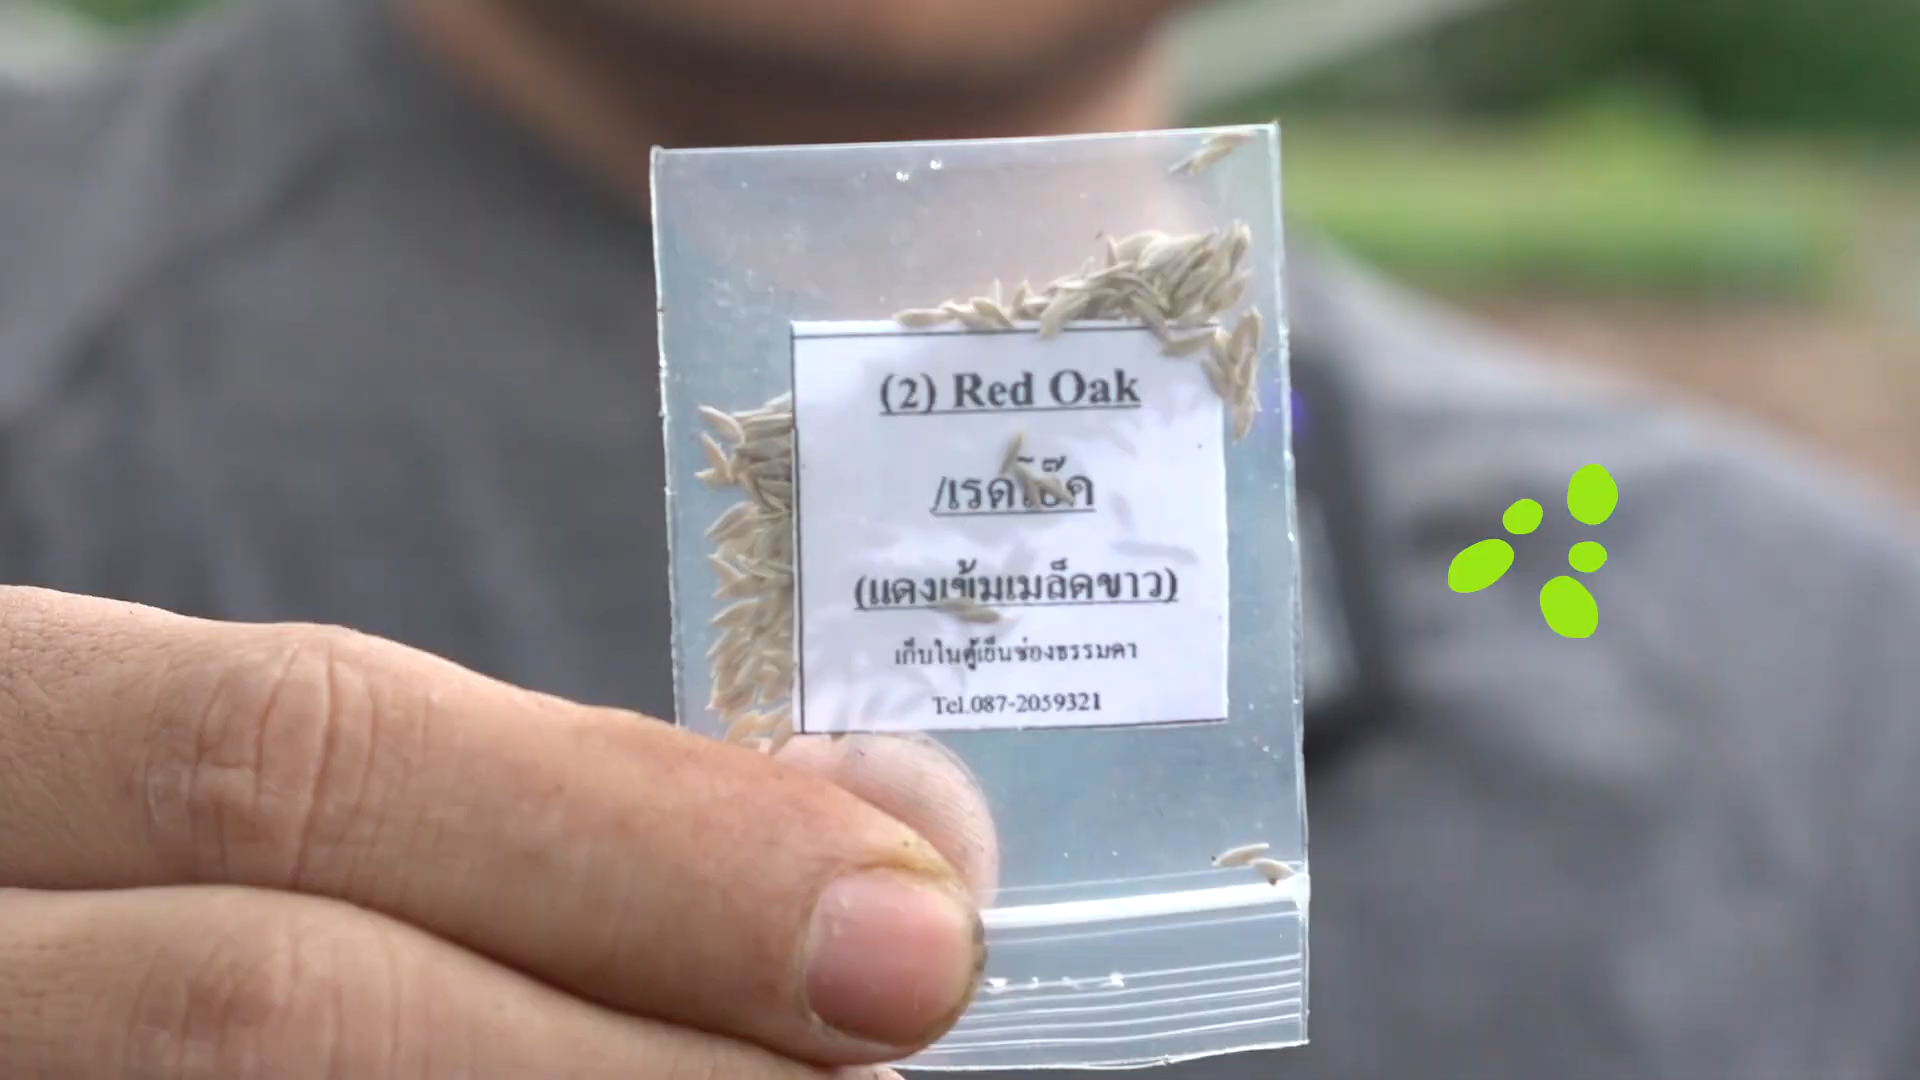 (2) Red Oak
/เรดโอ๊ด
(แดงเข้มเมล็ดขาว)
เก็บในตู้เย็นช่องธรรมดา
Tel.087-2059321